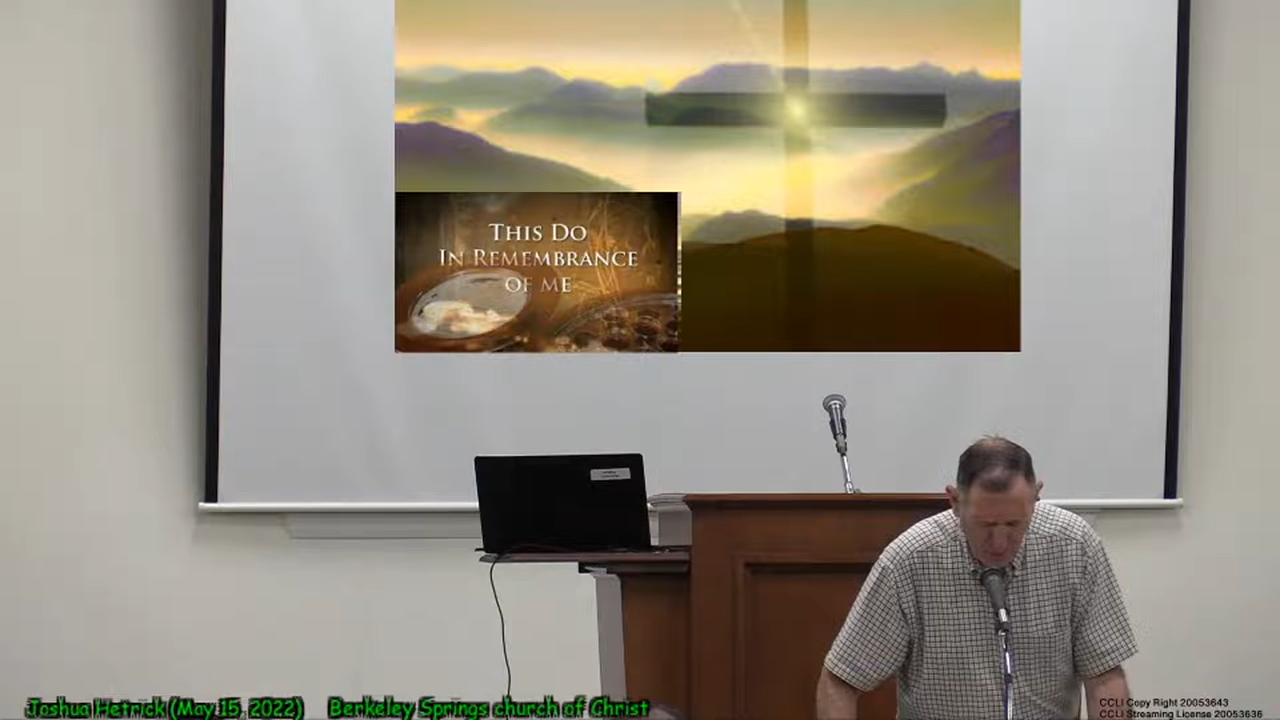 THIS DO
IN REMEMBRANCE
OF ME
Joshua Hetrick (May 15, 2022) Berkeley Springs church of Christ
CCLI Copy Right 20053643
CCLI Streaming License 20053636